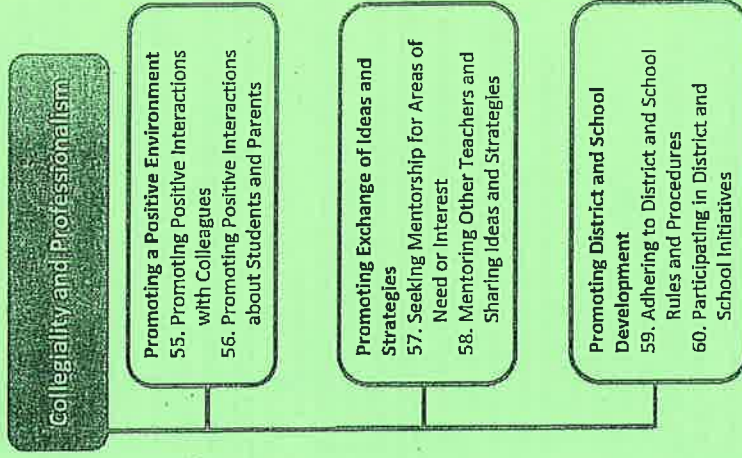 Collegiality and Professionalism
Promoting a Positive Environment
55. Promoting Positive Interactions
with Colleagues
56. Promoting Positive Interactions
about Students and Parents
Promoting Exchange of Ideas and
Strategies
57. Seeking Mentorship for Areas of
Need or Interest
58. Mentoring Other Teachers and
Sharing Ideas and Strategies
Promoting District and School
Development
59. Adhering to District and School
Rules and Procedures
60. Participating in District and
School Initiatives